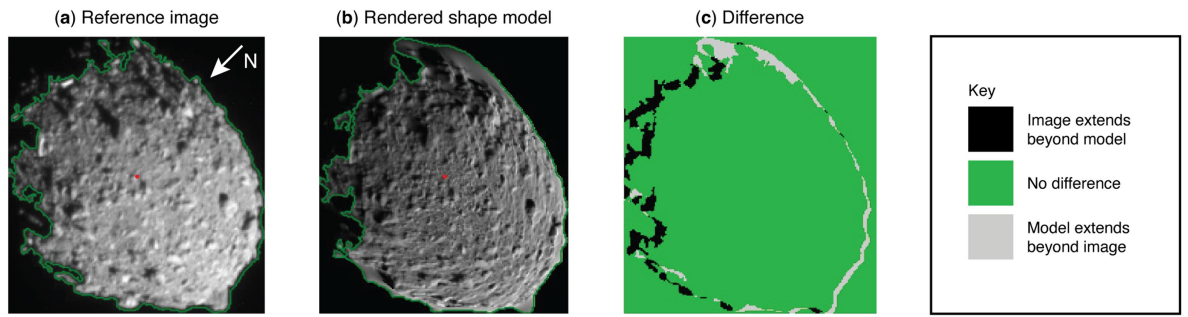 (a) Reference image
(b) Rendered shape model
(c) Difference
N
Key
Image extends
beyond model
No difference
Model extends
beyond image